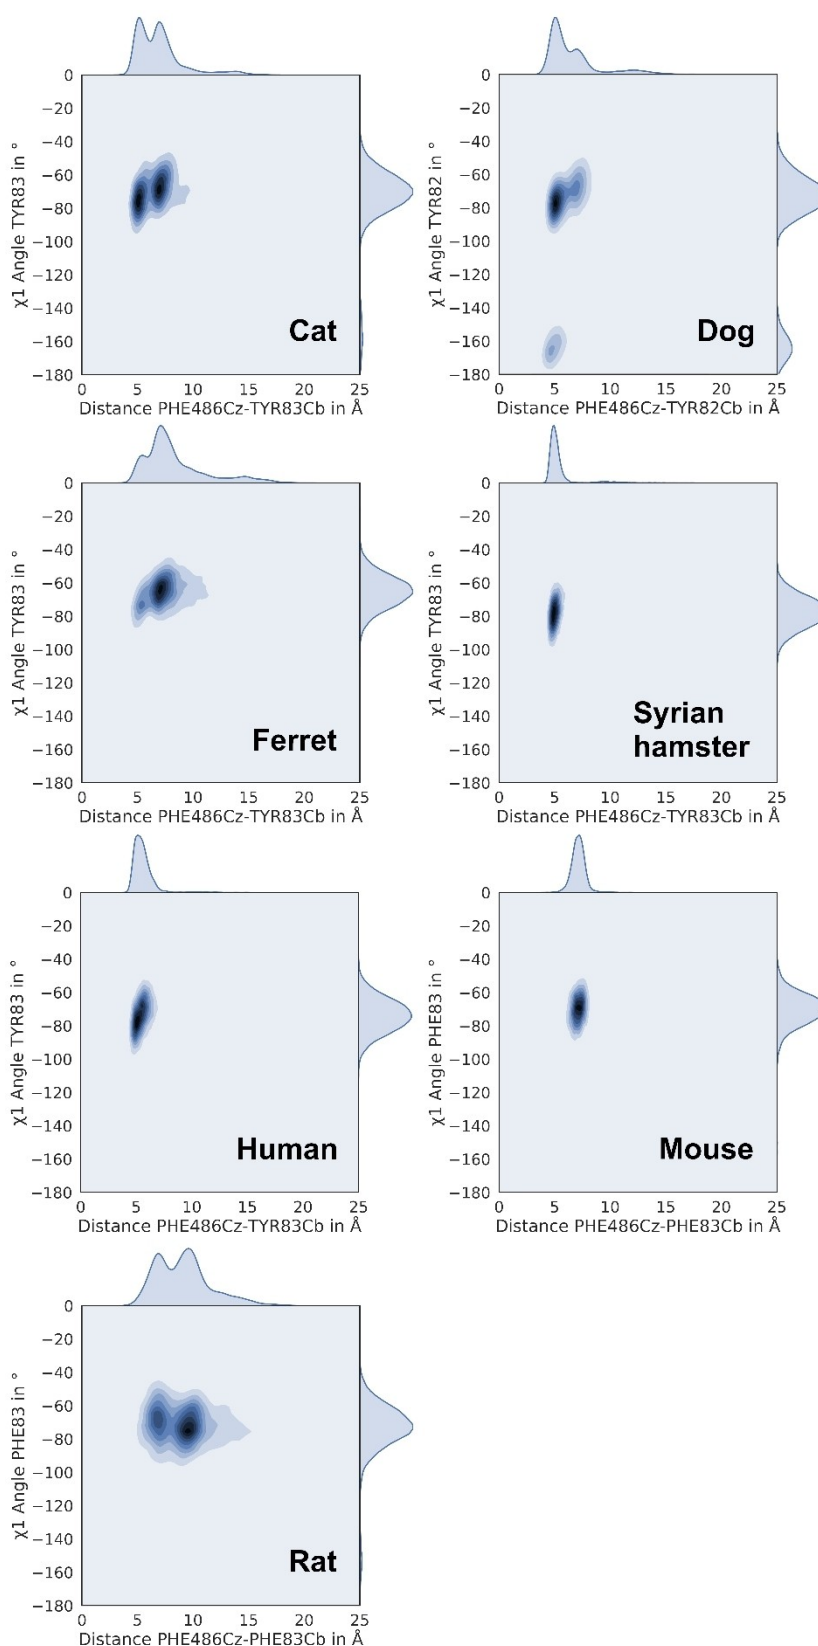 0
−20
−40
−60
−80
−100
−120
−140
−160
−180
χ1 Angle TYR83 in °
Cat
0 5 10 15 20 25
Distance PHE486Cz-TYR83Cb in Å
0
−20
−40
−60
−80
−100
−120
−140
−160
−180
χ1 Angle TYR82 in °
Dog
0 5 10 15 20 25
Distance PHE486Cz-TYR82Cb in Å
0
−20
−40
−60
−80
−100
−120
−140
−160
−180
χ1 Angle TYR83 in °
Ferret
0 5 10 15 20 25
Distance PHE486Cz-TYR83Cb in Å
0
−20
−40
−60
−80
−100
−120
−140
−160
−180
χ1 Angle TYR83 in °
Syrian
hamster
0 5 10 15 20 25
Distance PHE486Cz-TYR83Cb in Å
0
−20
−40
−60
−80
−100
−120
−140
−160
−180
χ1 Angle TYR83 in °
Human
0 5 10 15 20 25
Distance PHE486Cz-TYR83Cb in Å
0
−20
−40
−60
−80
−100
−120
−140
−160
−180
χ1 Angle PHE83 in °
Mouse
0 5 10 15 20 25
Distance PHE486Cz-PHE83Cb in Å
0
−20
−40
−60
−80
−100
−120
−140
−160
−180
χ1 Angle PHE83 in °
Rat
0 5 10 15 20 25
Distance PHE486Cz-PHE83Cb in Å